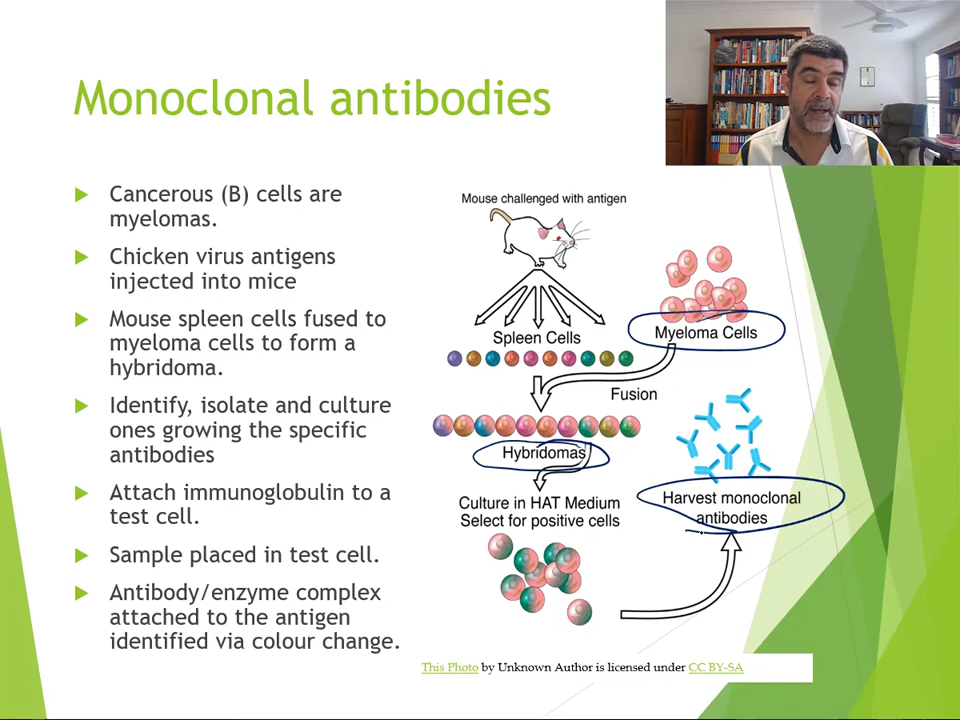 Monoclonal antibodies
Cancerous (B) cells are
myelomas.
Chicken virus antigens
injected into mice
Mouse spleen cells fused to
myeloma cells to form a
hybridoma.
Identify, isolate and culture
ones growing the specific
antibodies
Attach immunoglobulin to a
test cell.
Sample placed in test cell.
Antibody/enzyme complex
attached to the antigen
identified via colour change.
Mouse challenged with antigen
Spleen Cells
Myeloma Cells
Fusion
Hybridomas
Culture in HAT Medium
Select for positive cells
Harvest monoclonal
antibodies
This Photo by Unknown Author is licensed under CC BY-SA